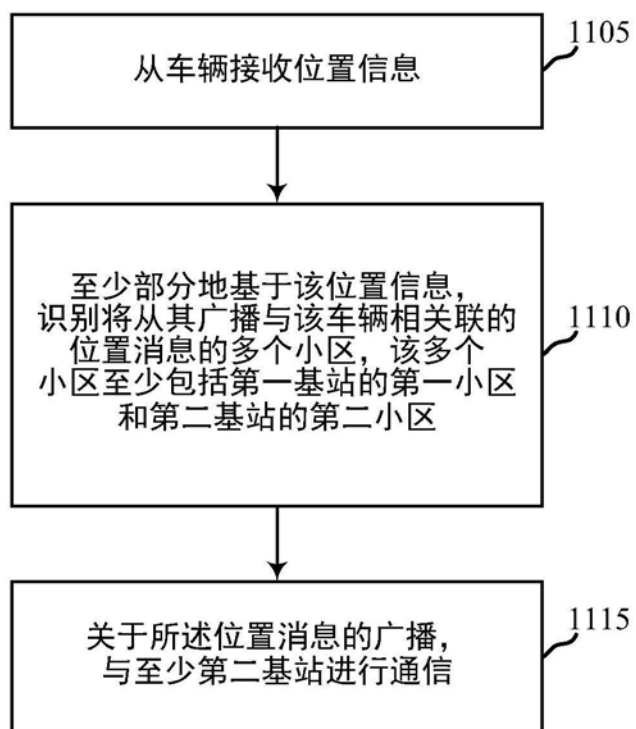 从车辆接收位置信息
1105
至少部分地基于该位置信息，
识别将从其广播与该车辆相关联的
位置消息的多个小区，该多个
小区至少包括第一基站的第一小区
和第二基站的第二小区
1110
关于所述位置消息的广播，
与至少第二基站进行通信
1115